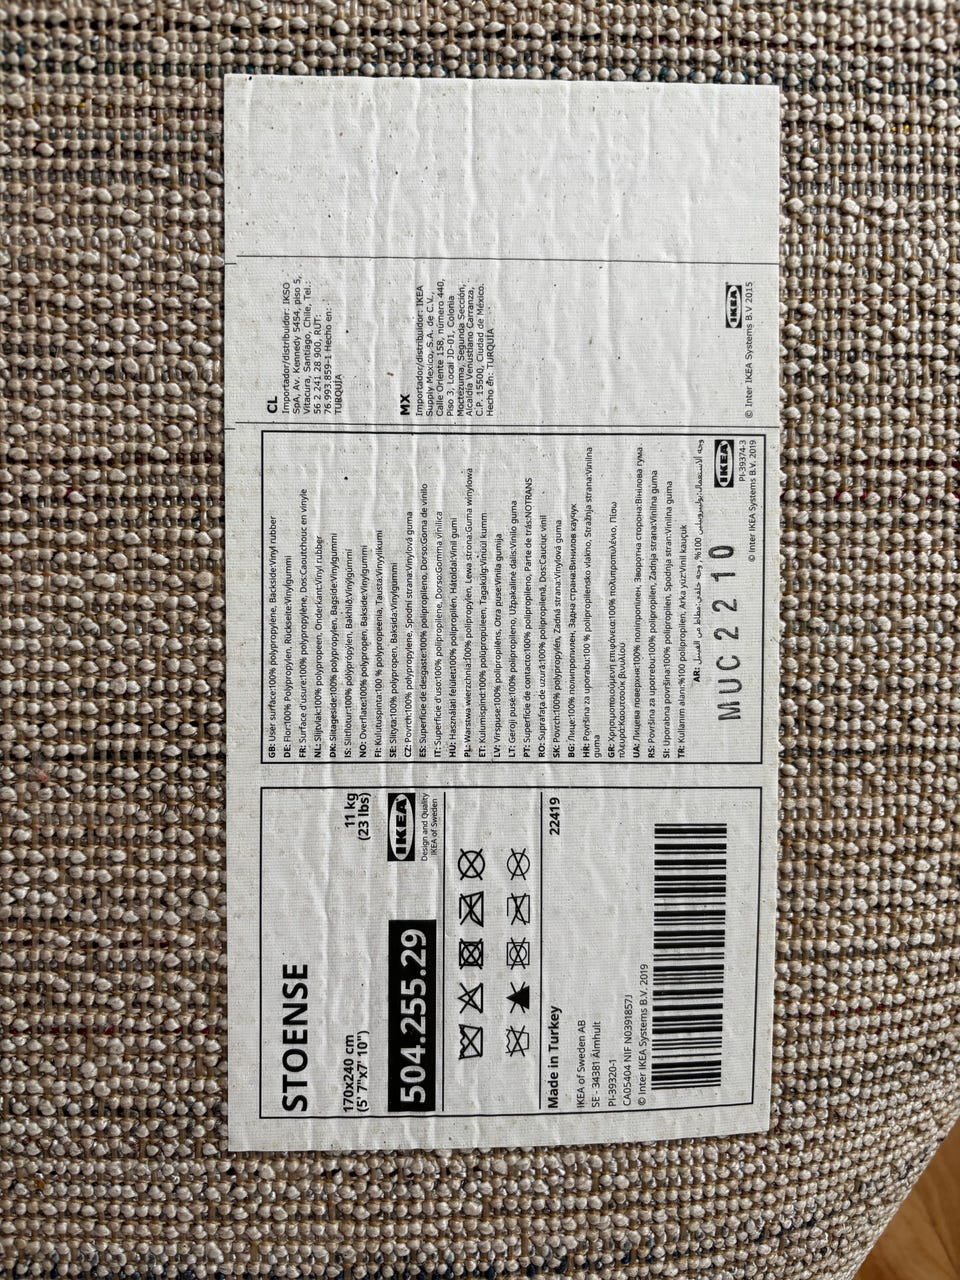 STOENSE
170x240 cm
(5' 7"x7' 10")
11 kg
(23 lbs)
504.255.29
IKEA
Design and Quality
IKEA of Sweden
Made in Turkey
22419
IKEA of Sweden AB
SE - 34381 Älmhult
PI-39320-1
CA05404 NIF N0391857J
© Inter IKEA Systems B.V. 2019
GB: User surface:100% polypropylene, Backside:Vinyl rubber
DE: Flor:100% Polypropylen, Rückseite:Vinylgummi
FR: Surface d'usure:100% polypropylène, Dos:Caoutchouc en vinyle
NL: Slijtvlak:100% polypropeen, Onderkant:Vinyl rubber
DK: Slitageside:100% polypropylen, Bagside:Vinylgummi
IS: Slitflötur:100% pólýprópýlen, Bakhlið:Vinylgúmmí
NO: Overflate:100% polypropen, Bakside:Vinylgummi
FI: Kulutuspinta:100 % polypropeenia, Tausta:Vinyylikumi
SE: Slityta:100% polypropen, Baksida:Vinylgummi
CZ: Povrch:100% polypropylene, Spodní strana:Vynylová guma
ES: Superficie de desgaste:100% polipropileno, Dorso:Goma de vinilo
IT: Superficie d'uso:100% polipropilene, Dorso:Gomma vinilica
HU: Használati felület:100% polipropilén, Hátoldal:Vinil gumi
PL: Warstwa wierzchnia:100% polipropylen, Lewa strona:Guma winylowa
ET: Kulumispind:100% polüpropüleen, Tagakülg:Vinüül kumm
LV: Virspuse:100% polipropilēns, Otra puse:Vinila gumija
LT: Geroji pusė:100% polipropileno, Užpakalinė dalis:Vinilo guma
PT: Superfície de contacto:100% polipropileno, Parte de trás:NOTRANS
RO: Suprafaţa de uzură:100% polipropilenă, Dos:Cauciuc vinil
SK: Povrch:100% polypropylén, Zadná strana:Vinylová guma
BG: Лице:100% полипропилен, Задна страна:Винилов каучук
HR: Površina za uporabu:100 % polipropilensko vlakno, Stražnja strana:Vinilna
guma
GR: Χρησιμοποιούμενη επιφάνεια:100% πολυπροπυλένιο, Πίσω
πλευρά:Καουτσούκ βινυλίου
UA: Лицева поверхня:100% поліпропілен, Зворотна сторона:Вінілова гума
RS: Površina za upotrebu:100% polipropilen, Zadnja strana:Vinilna guma
SI: Uporabna površina:100% polipropilen, Spodnja stran:Vinilna guma
TR: Kullanım alanı:%100 polipropilen, Arka yüz:Vinil kauçuk
AR:
MUC 2 2 1 0
IKEA
PI-39374-3
© Inter IKEA Systems B.V. 2019
CL
Importador/distribuidor: IKSO
SpA, Av. Kennedy 5454, piso 5,
Vitacura, Santiago, Chile, Tel.:
56 2 241 28 900, RUT:
76.993.859-1 Hecho en:
TURQUÍA
MX
Importador/distribuidor: IKEA
Supply Mexico, S.A. de C.V.,
Calle Oriente 158, número 440,
Piso 3, Local JD-01, Colonia
Moctezuma, Segunda Sección,
Alcaldía Venustiano Carranza,
C.P. 15500, Ciudad de México.
Hecho en: TURQUÍA
IKEA
© Inter IKEA Systems B.V 2015